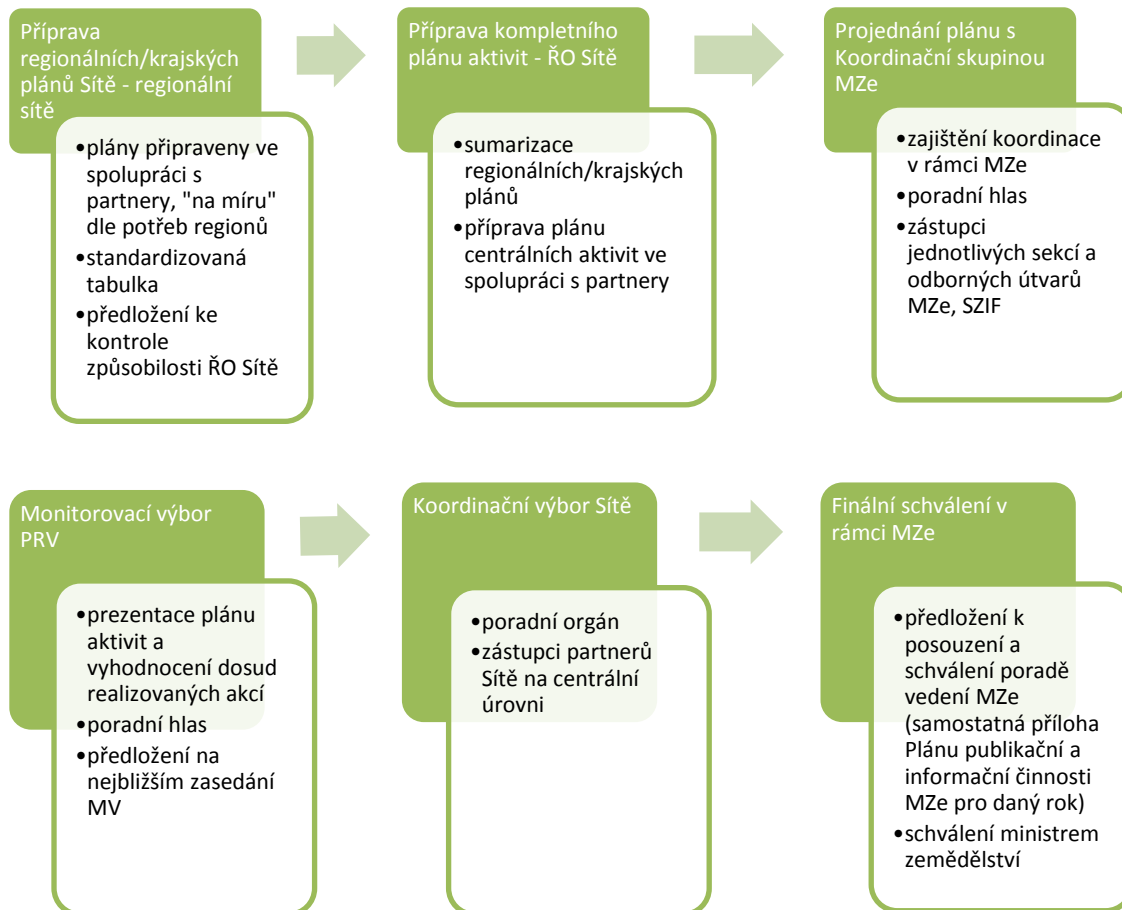 Příprava
regionálních/krajských
plánů Sítě - regionální
sítě
•plány připraveny ve
spolupráci s
partnery, "na míru"
dle potřeb regionů
•standardizovaná
tabulka
•předložení ke
kontrole
způsobilosti ŘO Sítě
Příprava kompletního
plánu aktivit - ŘO Sítě
•sumarizace
regionálních/krajských
plánů
•příprava plánu
centrálních aktivit ve
spolupráci s partnery
Projednání plánu s
Koordinační skupinou
MZe
•zajištění koordinace
v rámci MZe
•poradní hlas
•zástupci
jednotlivých sekcí a
odborných útvarů
MZe, SZIF
Monitorovací výbor
PRV
•prezentace plánu
aktivit a
vyhodnocení dosud
realizovaných akcí
•poradní hlas
•předložení na
nejbližším zasedání
MV
Koordinační výbor Sítě
•poradní orgán
•zástupci partnerů
Sítě na centrální
úrovni
Finální schválení v
rámci MZe
•předložení k
posouzení a
schválení poradě
vedení MZe
(samostatná příloha
Plánu publikační a
informační činnosti
MZe pro daný rok)
•schválení ministrem
zemědělství